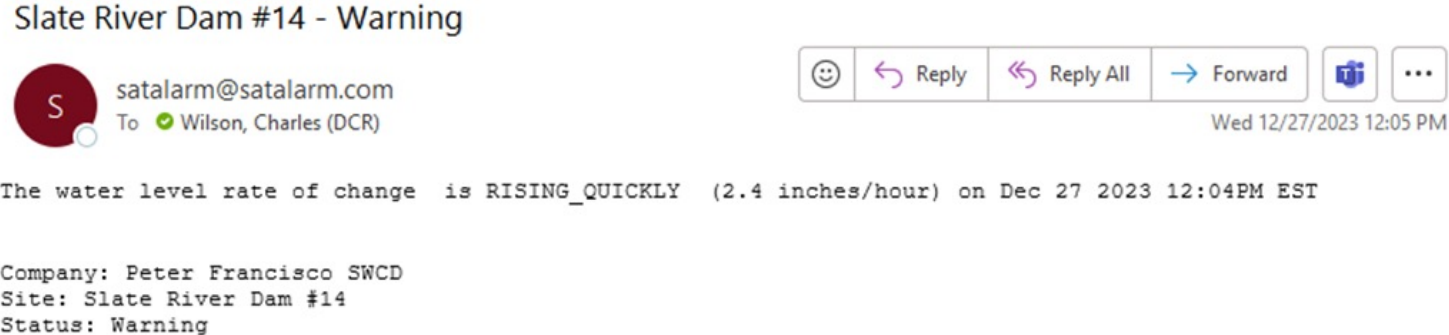 Slate River Dam #14 - Warning
S
satalarm@satalarm.com
To Wilson, Charles (DCR)
Reply
Reply All
Forward
Wed 12/27/2023 12:05 PM
The water level rate of change  is RISING_QUICKLY  (2.4 inches/hour) on Dec 27 2023 12:04PM EST
Company: Peter Francisco SWCD
Site: Slate River Dam #14
Status: Warning